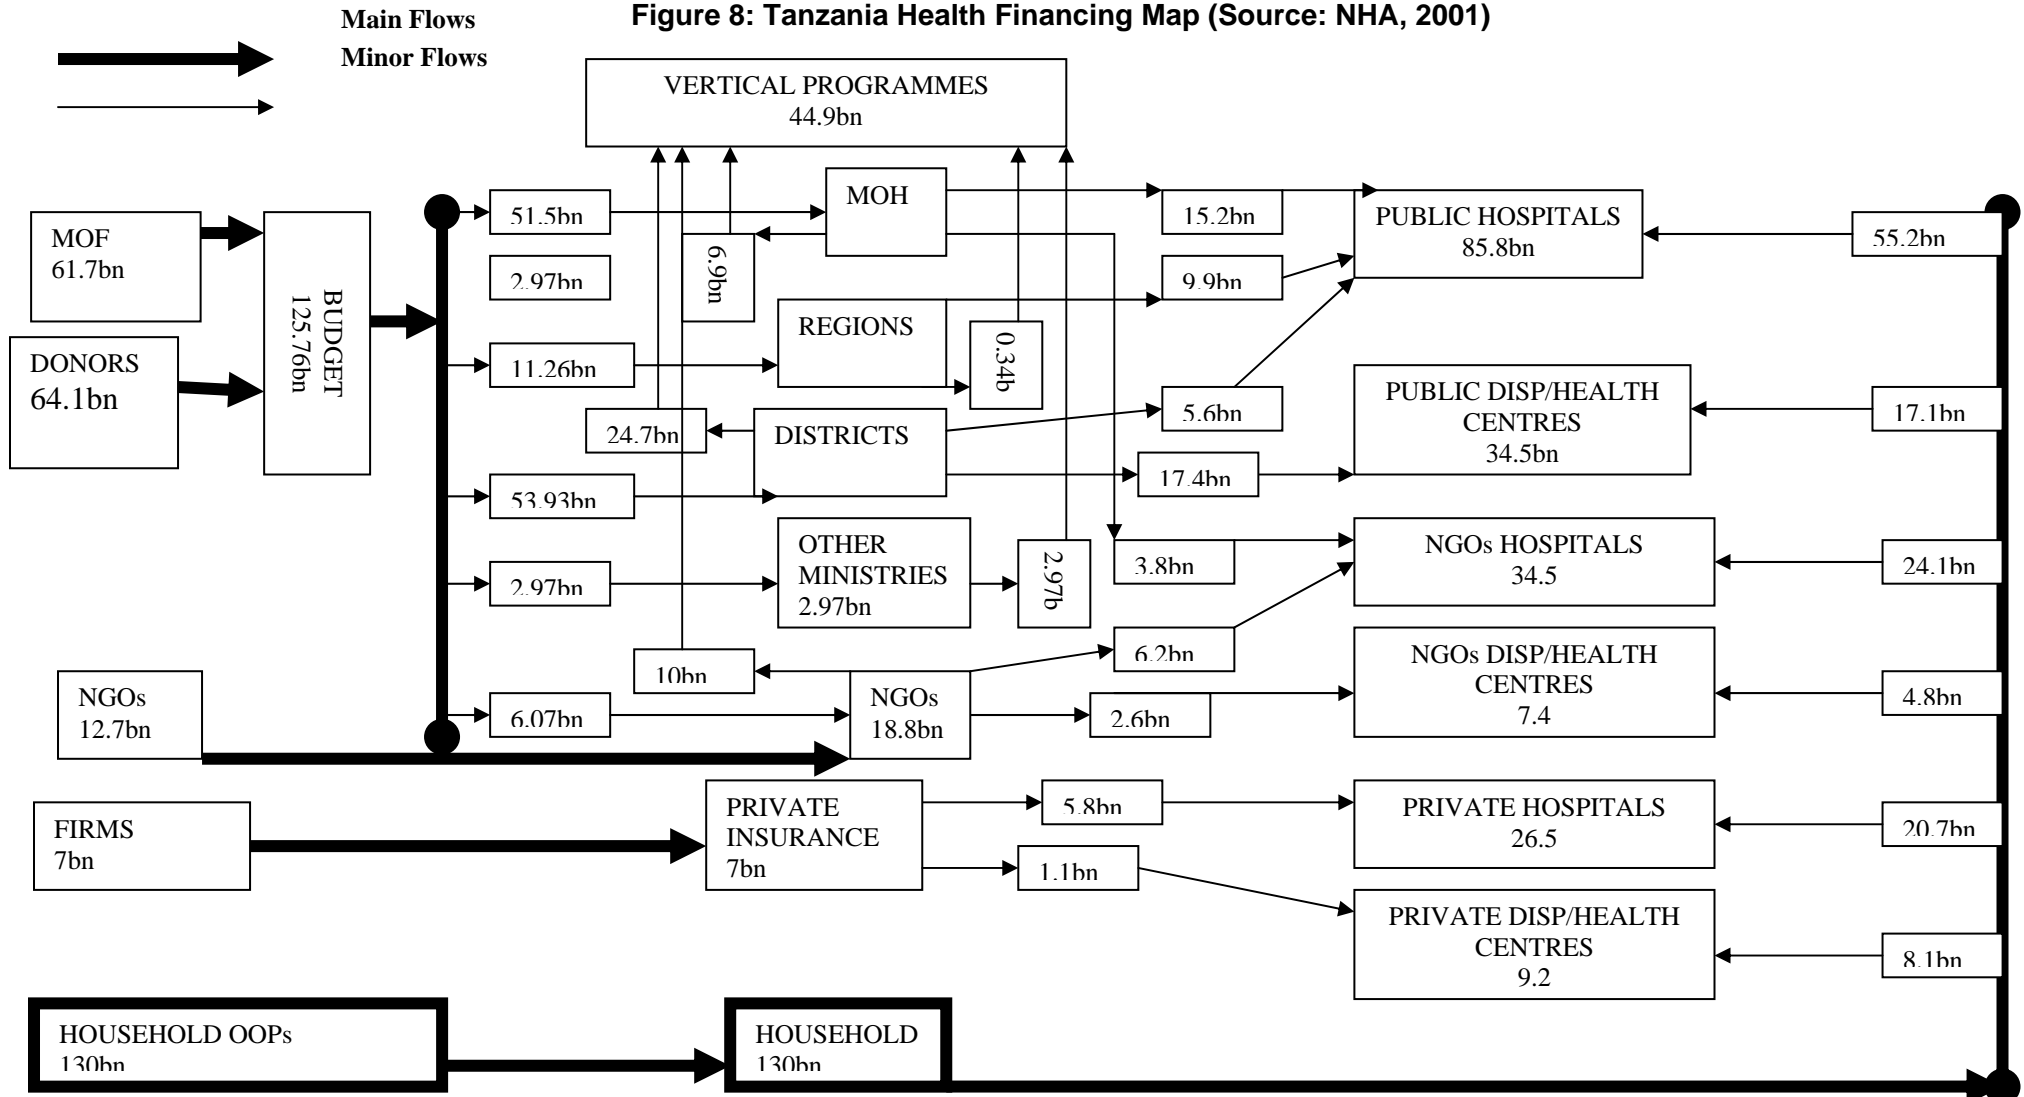 Figure 8: Tanzania Health Financing Map (Source: NHA, 2001)
Main Flows
Minor Flows
VERTICAL PROGRAMMES
44.9bn
MOF
61.7bn
DONORS
64.1bn
BUDGET
125.76bn
51.5bn
2.97bn
11.26bn
24.7bn
53.93bn
2.97bn
10bn
6.07bn
6.9bn
MOH
REGIONS
0.34b
DISTRICTS
OTHER
MINISTRIES
2.97bn
2.97b
NGOs
12.7bn
NGOs
18.8bn
15.2bn
9.9bn
5.6bn
17.4bn
3.8bn
6.2bn
2.6bn
PUBLIC HOSPITALS
85.8bn
55.2bn
PUBLIC DISP/HEALTH
CENTRES
34.5bn
17.1bn
NGOs HOSPITALS
34.5
24.1bn
NGOs DISP/HEALTH
CENTRES
7.4
4.8bn
FIRMS
7bn
PRIVATE
INSURANCE
7bn
5.8bn
1.1bn
PRIVATE HOSPITALS
26.5
20.7bn
PRIVATE DISP/HEALTH
CENTRES
9.2
8.1bn
HOUSEHOLD OOPs
130bn
HOUSEHOLD
130bn